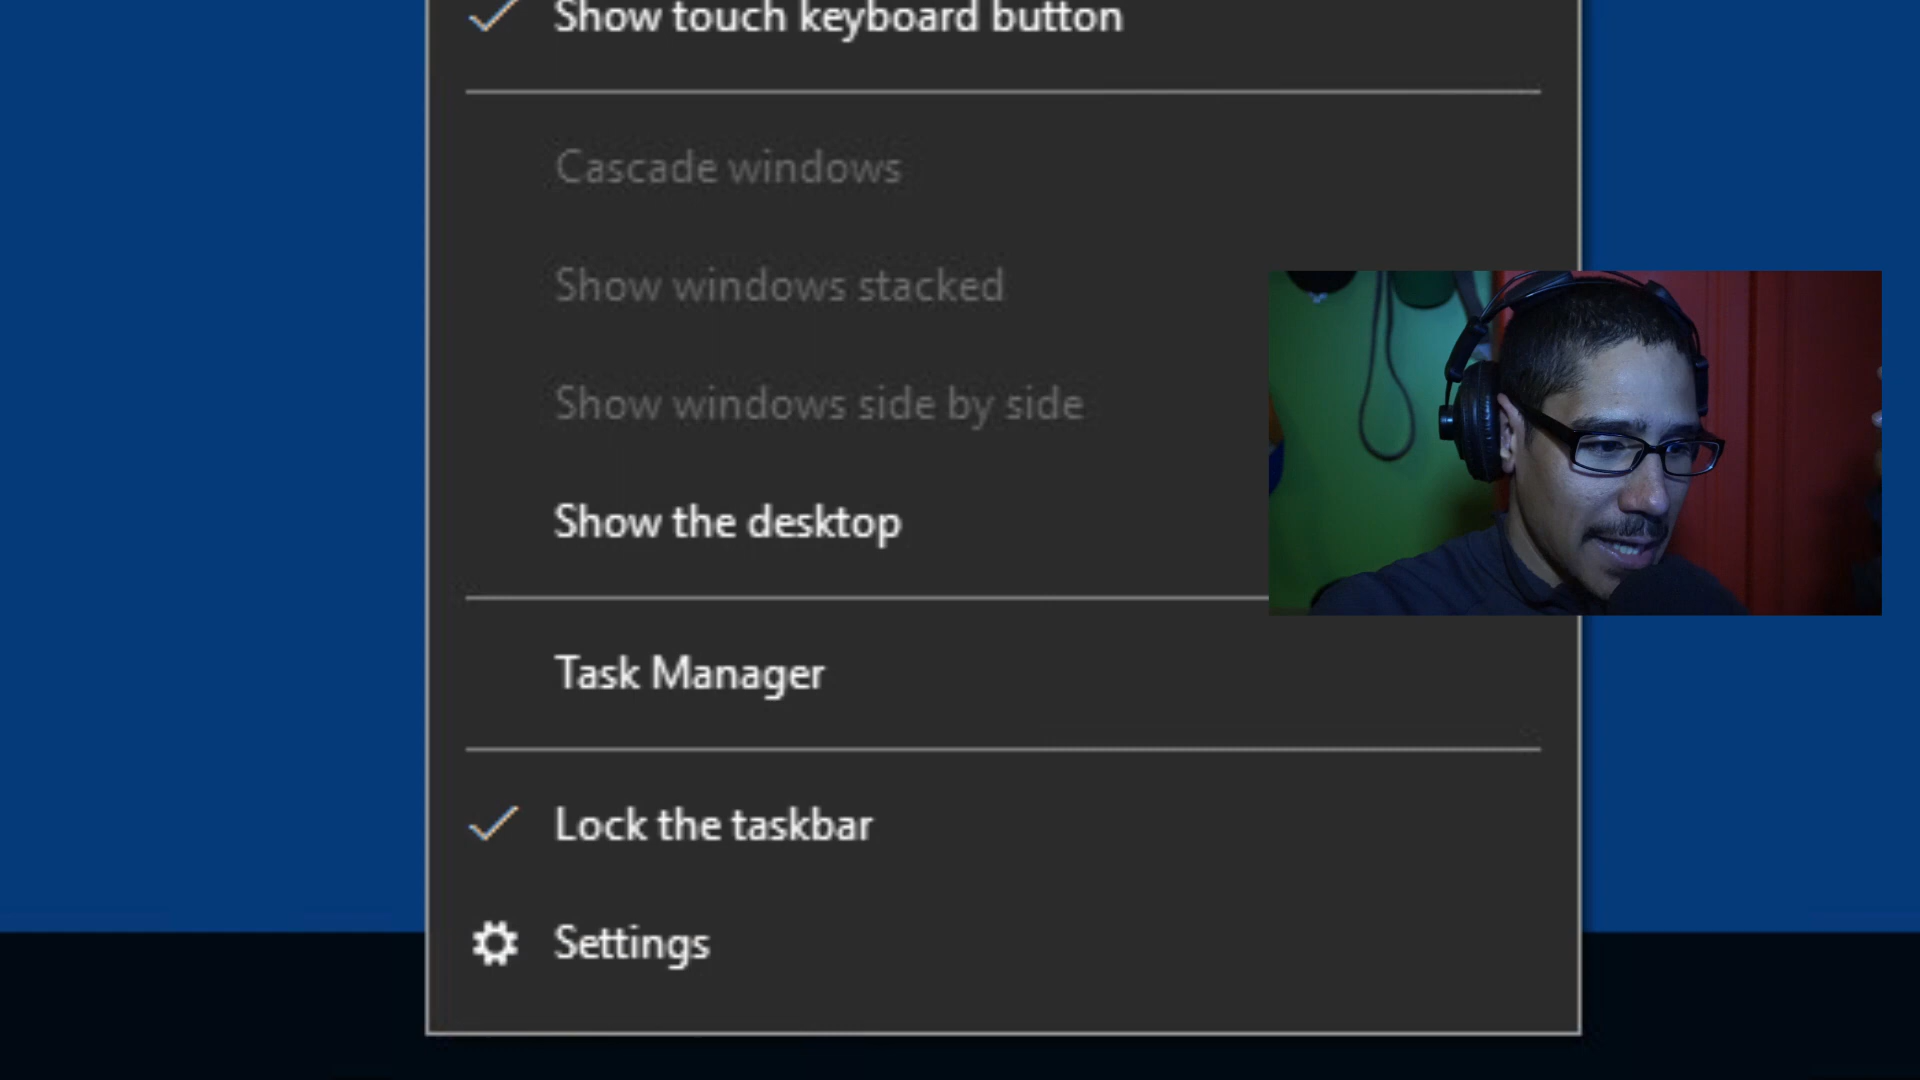 Show touch keyboard button
Cascade windows
Show windows stacked
Show windows side by side
Show the desktop
Task Manager
Lock the taskbar
Settings